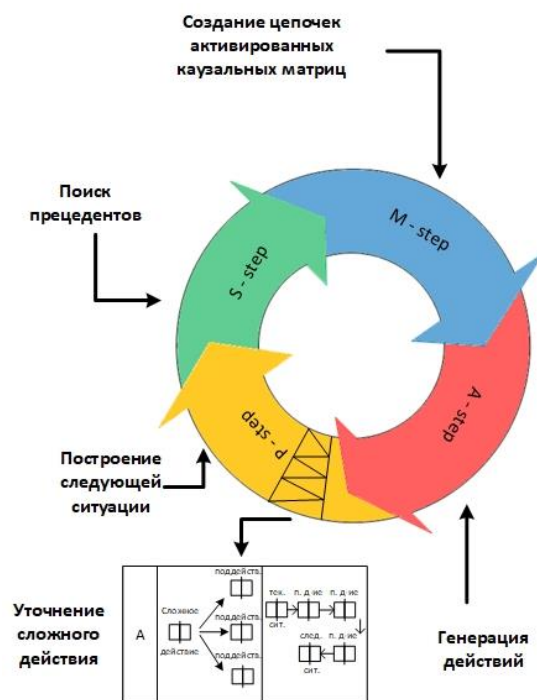 Создание цепочек
активированных
каузальных матриц
Поиск
прецедентов
M - step
S - step
A - step
P - step
Построение
следующей
ситуации
Уточнение
сложного
действия
A
Сложное
действие
поддейств.
поддейств.
поддейств.
тек. п. д-ие п. д-ие
сит.
след. п. д-ие
сит.
Генерация
действий